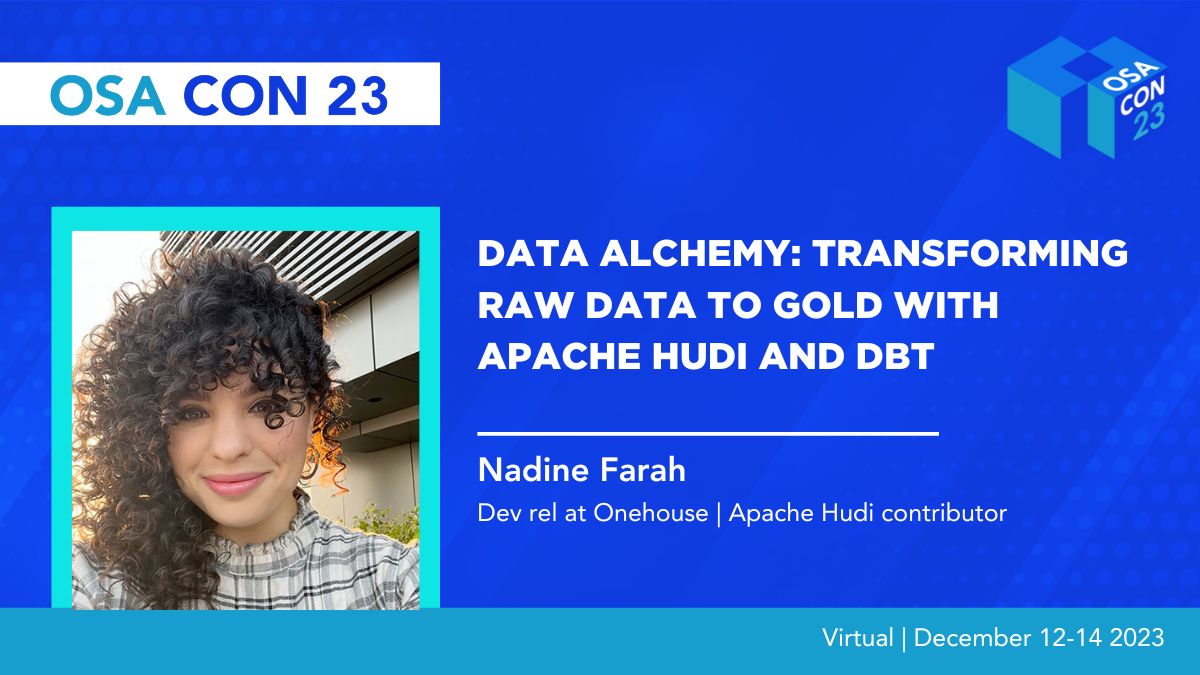 OSA CON 23
OSA
CON
23
DATA ALCHEMY: TRANSFORMING
RAW DATA TO GOLD WITH
APACHE HUDI AND DBT
Nadine Farah
Dev rel at Onehouse | Apache Hudi contributor
Virtual | December 12-14 2023